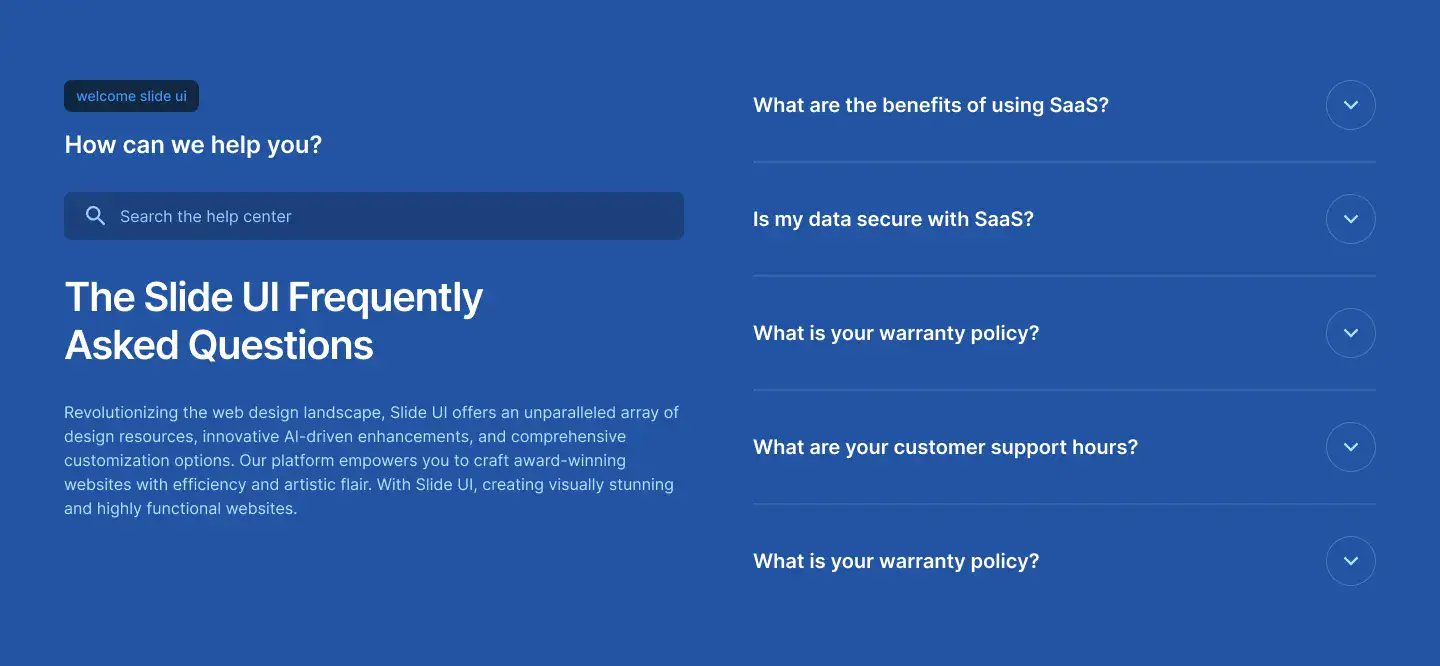 welcome slide ui
How can we help you?
Search the help center
The Slide UI Frequently
Asked Questions
Revolutionizing the web design landscape, Slide UI offers an unparalleled array of
design resources, innovative AI-driven enhancements, and comprehensive
customization options. Our platform empowers you to craft award-winning
websites with efficiency and artistic flair. With Slide UI, creating visually stunning
and highly functional websites.
What are the benefits of using SaaS?
Is my data secure with SaaS?
What is your warranty policy?
What are your customer support hours?
What is your warranty policy?